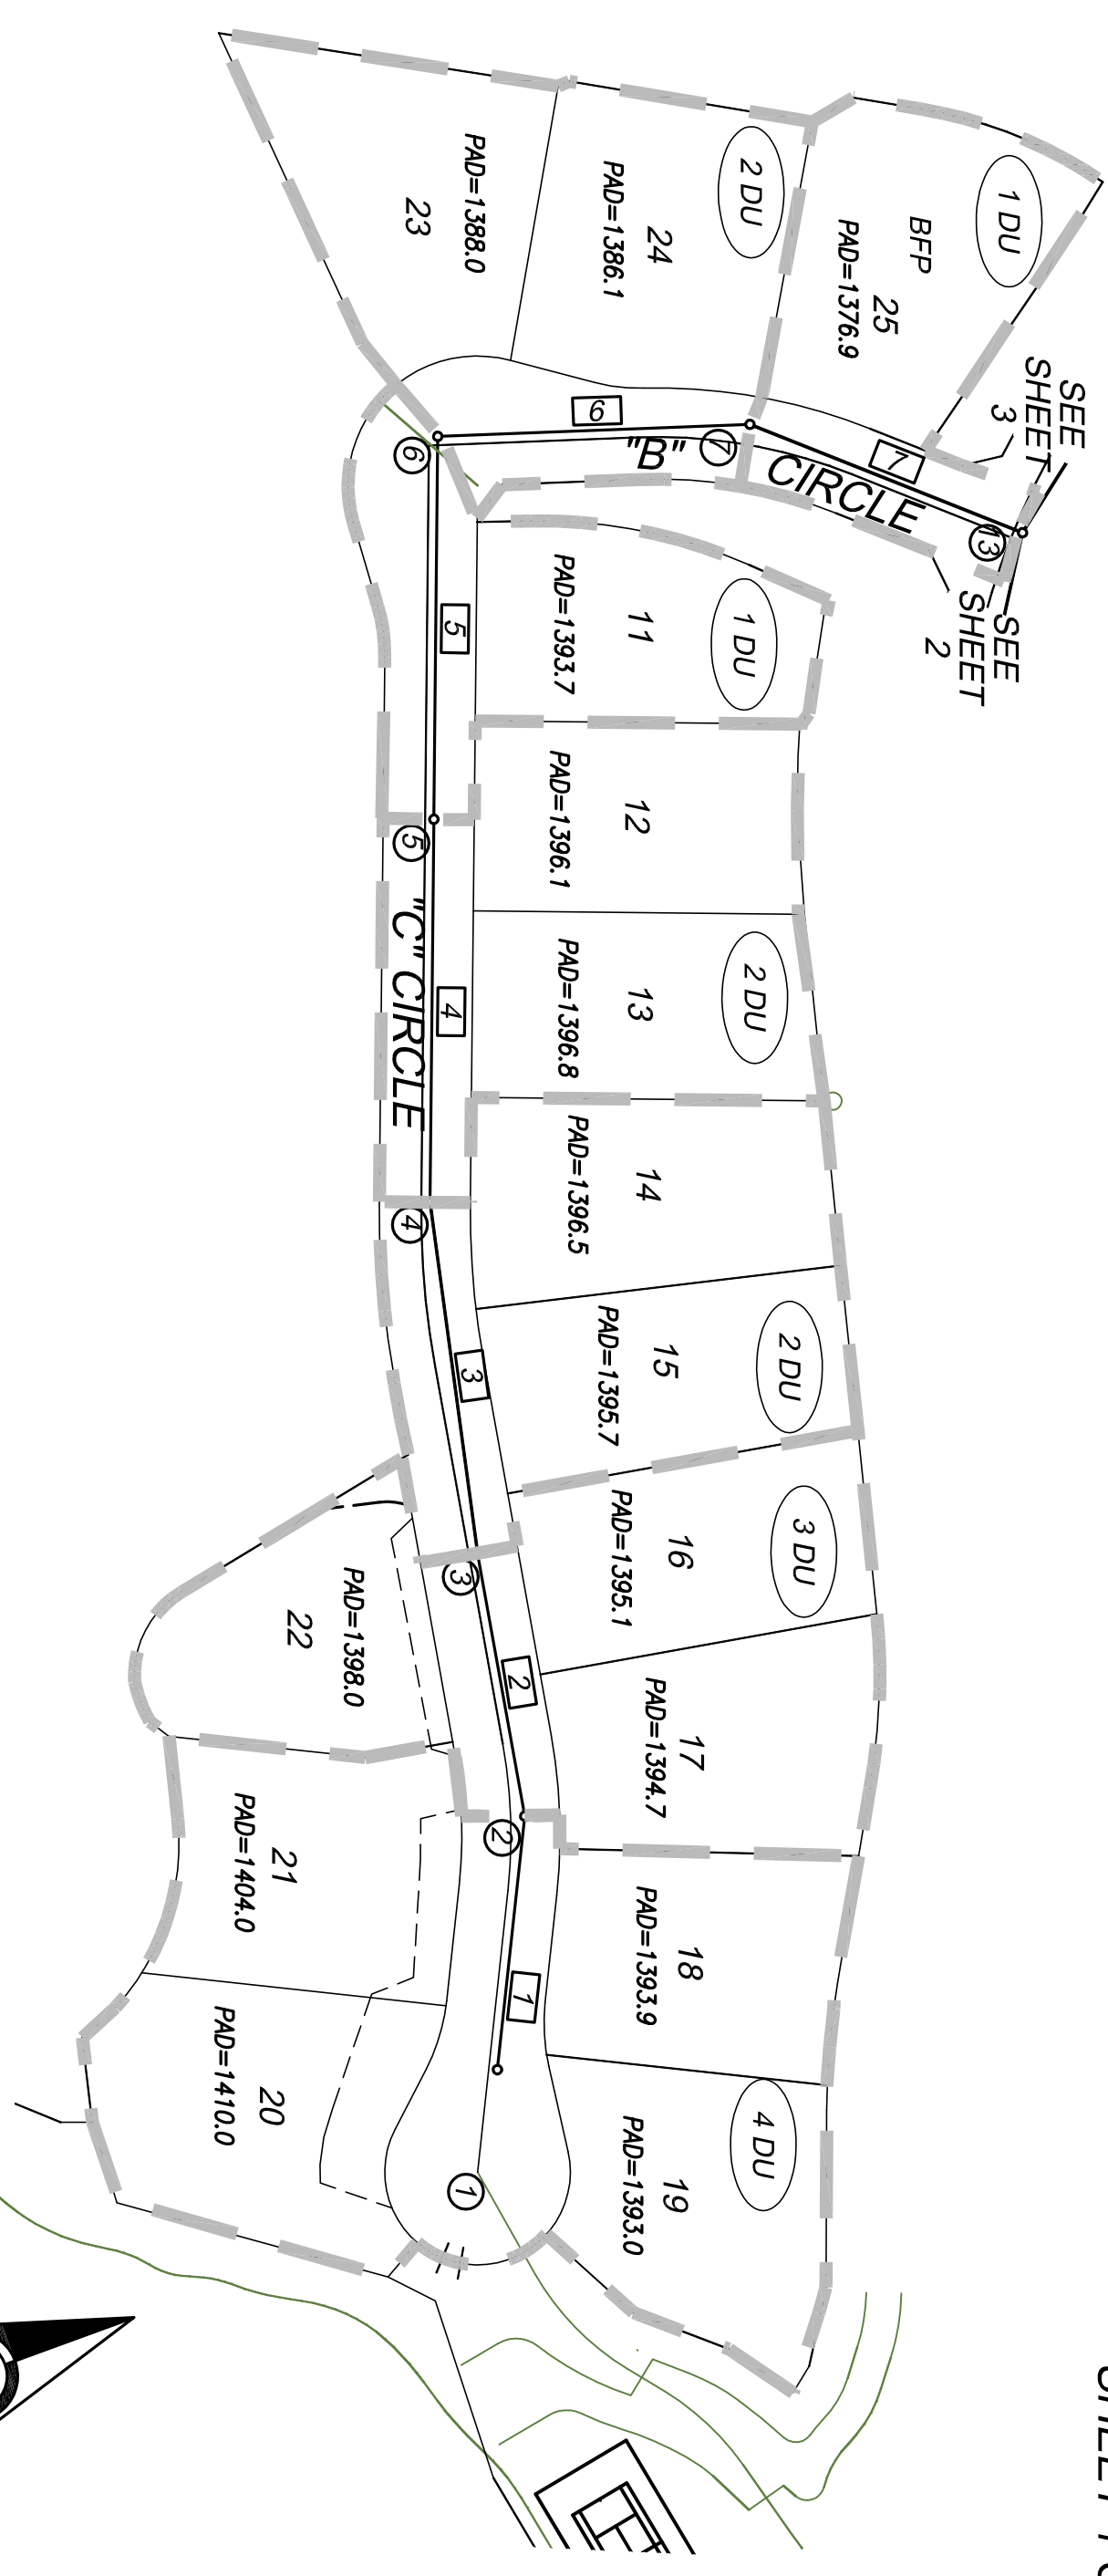 1 DU
BFP
25
PAD=1376.9
2 DU
24
PAD=1386.1
PAD=1388.0
23
SEE
SHEET
3
SEE
SHEET
2
7
13
6
7
"B"
CIRCLE
6
5
1 DU
11
PAD=1393.7
12
PAD=1396.1
5
"C" CIRCLE
4
2 DU
13
PAD=1396.8
14
PAD=1396.5
4
3
2 DU
15
PAD=1395.7
3 DU
16
PAD=1395.1
3
2
PAD=1398.0
22
17
PAD=1394.7
2
21
PAD=1404.0
18
PAD=1393.9
1
20
PAD=1410.0
4 DU
19
PAD=1393.0
1